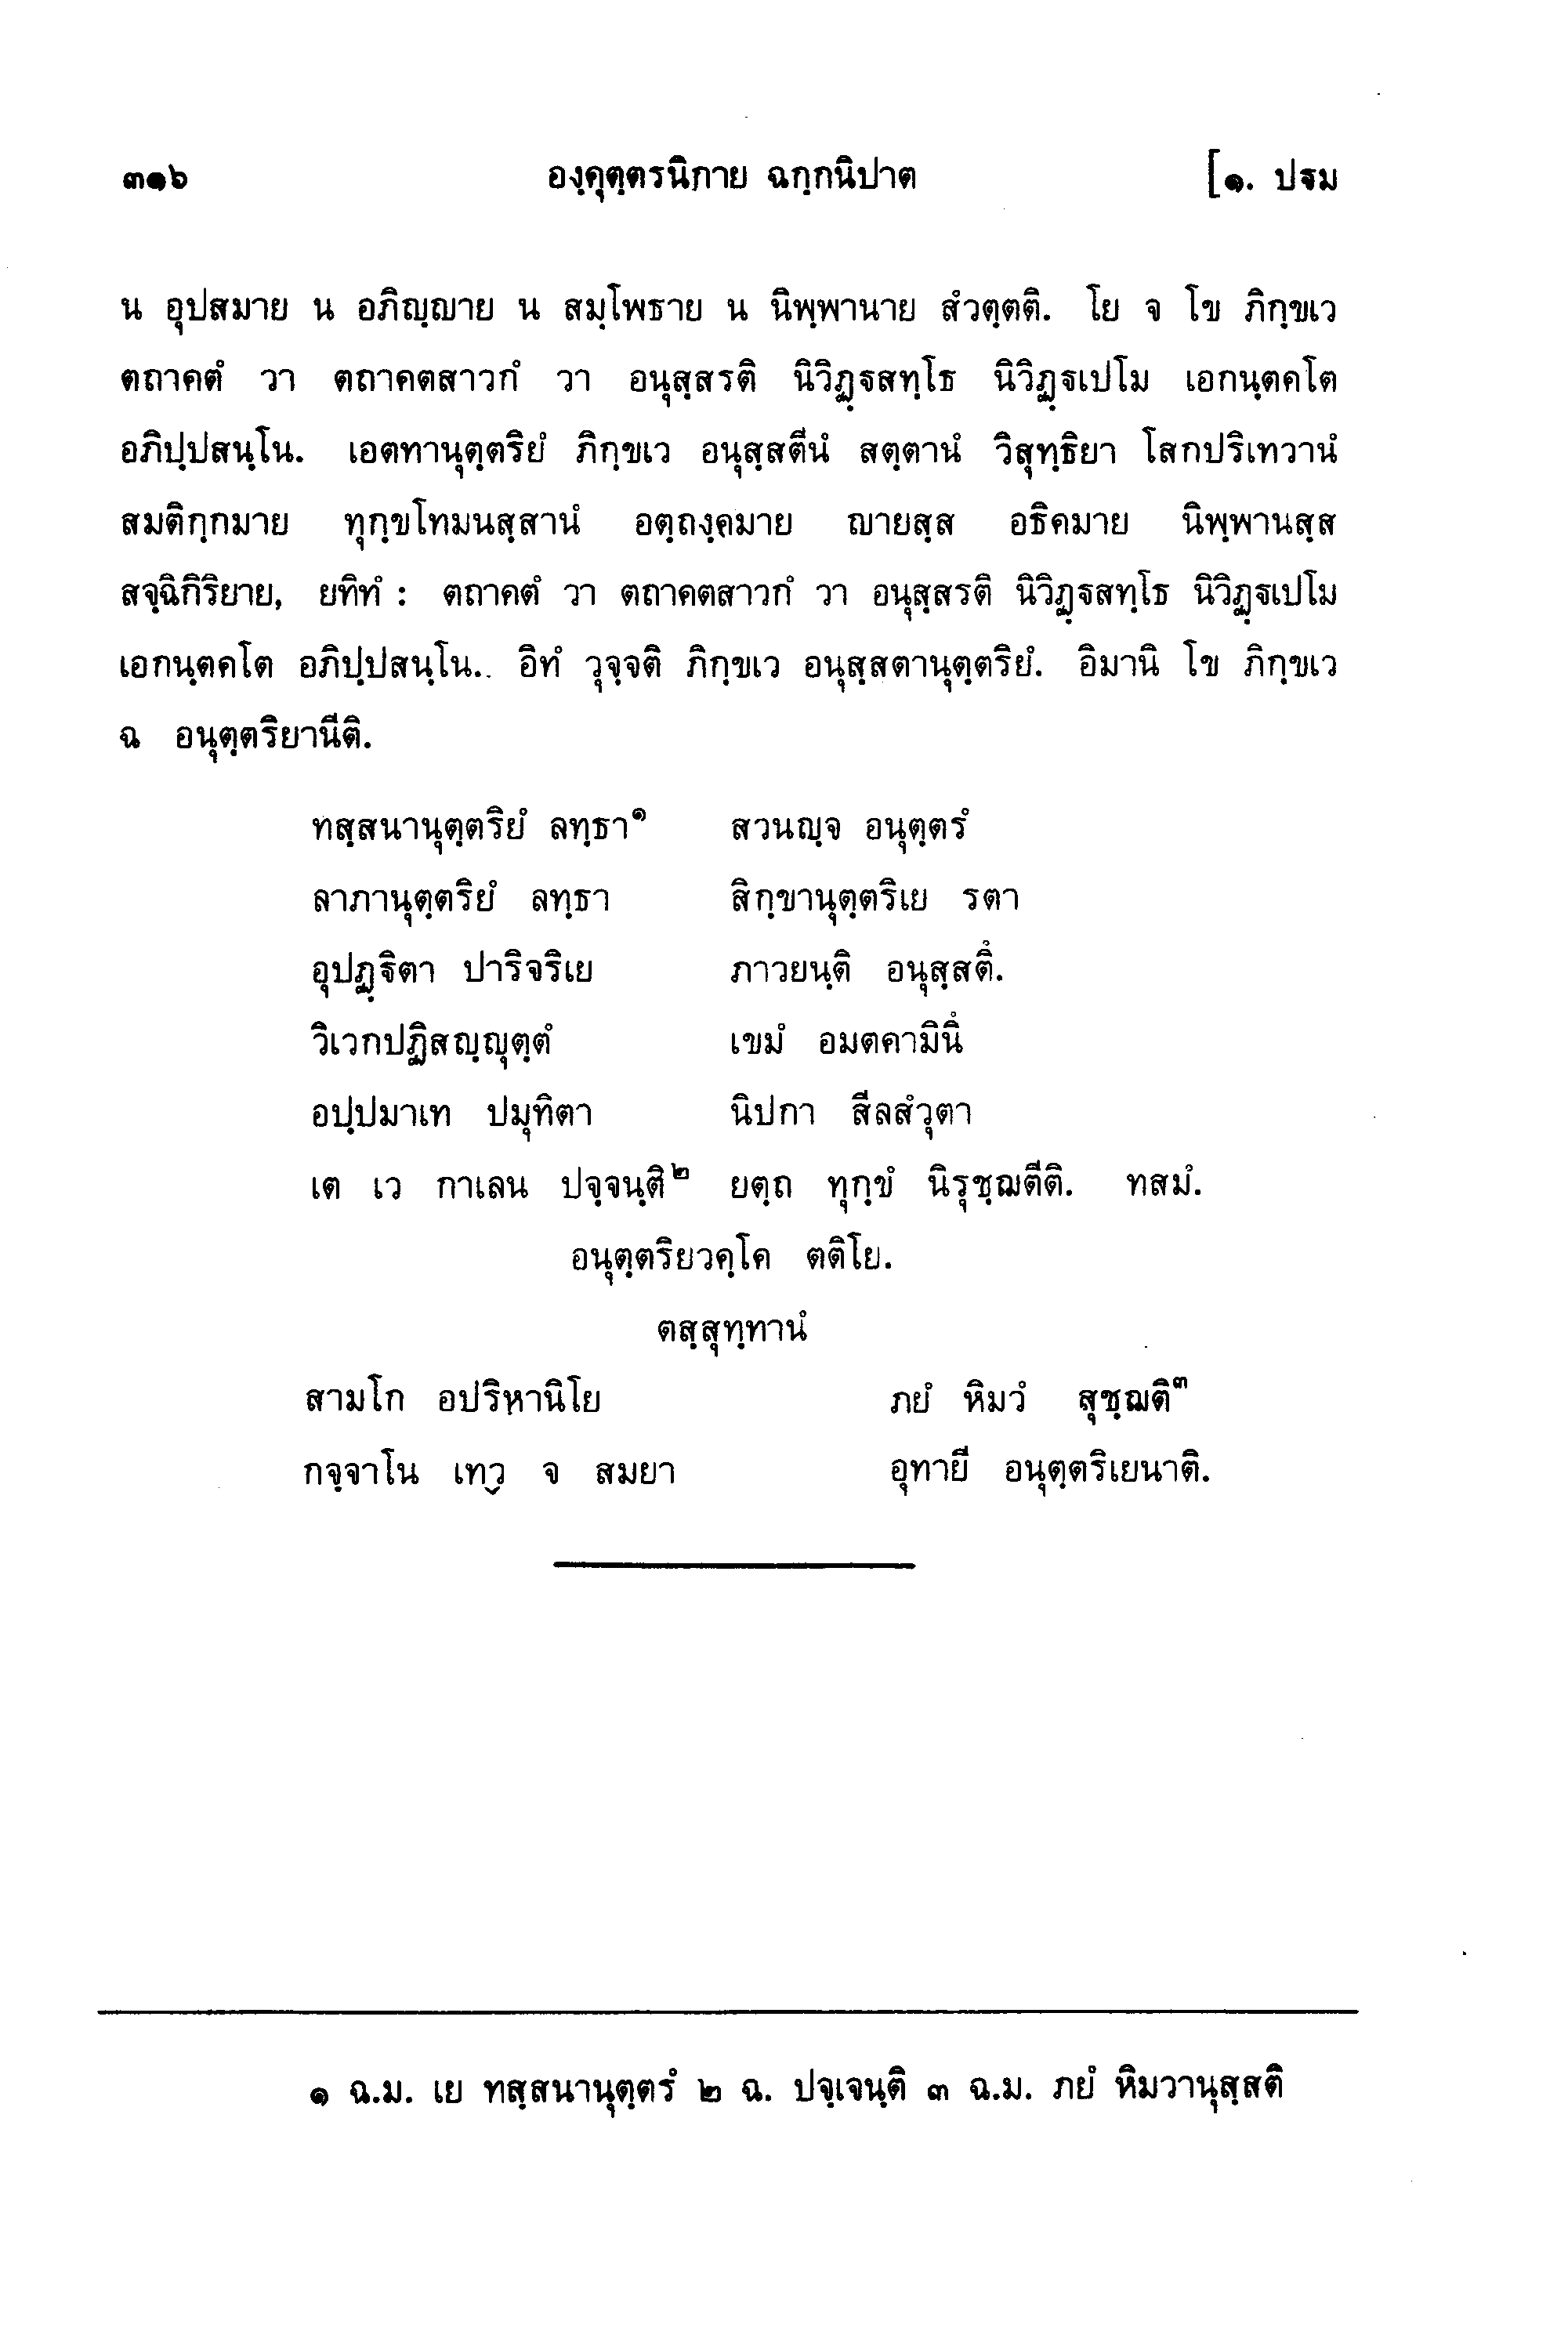 ๓๑๖ องฺคุตฺตรนิกาย ฉกฺกนิปาต [๑. ปฐม
น อุปสมาย น อภิญฺญาย น สมฺโพธาย น นิพฺพานาย สํวตฺตติ. โย จ โข ภิกฺขเว
ตถาคตํ วา ตถาคตสาวกํ วา อนุสฺสรติ นิวิฏฺฐสทฺโธ นิวิฏฺฐเปโม เอกนฺตคโต
อภิปฺปสนฺโน. เอตทานุตฺตริยํ ภิกฺขเว อนุสฺสตีนํ สตฺตานํ วิสุทฺธิยา โสกปริเทวานํ
สมติกฺกมาย ทุกฺขโทมนสฺสานํ อตฺถงฺคมาย ญายสฺส อธิคมาย นิพฺพานสฺส
สจฺฉิกิริยาย, ยทิทํ : ตถาคตํ วา ตถาคตสาวกํ วา อนุสฺสรติ นิวิฏฺฐสทฺโธ นิวิฏฺฐเปโม
เอกนฺตคโต อภิปฺปสนฺโน. อิทํ วุจฺจติ ภิกฺขเว อนุสฺสตานุตฺตริยํ. อิมานิ โข ภิกฺขเว
ฉ อนุตฺตริยานีติ.
ทสฺสนานุตฺตริยํ ลทฺธา๑ สวนญฺจ อนุตฺตรํ
ลาภานุตฺตริยํ ลทฺธา สิกฺขานุตฺตริเย รตา
อุปฏฺฐิตา ปาริจริเย ภาวยนฺติ อนุสฺสตึ.
วิเวกปฏิสญฺญุตฺตํ เขมํ อมตคามินึ
อปฺปมาเท ปมุทิตา นิปกา สีลสํวุตา
เต เว กาเลน ปจฺจนฺติ๒ ยตฺถ ทุกฺขํ นิรุชฺฌตีติ. ทสมํ.
อนุตฺตริยวคฺโค ตติโย.
ตสฺสุทฺทานํ
สามโก อปริหานิโย ภยํ หิมวํ สุชฺฌติ๓
กจฺจาโน เทฺว จ สมยา อุทายี อนุตฺตริเยนาติ.
๑ ฉ.ม. เย ทสฺสนานุตฺตรํ ๒ ฉ. ปจฺเจนฺติ ๓ ฉ.ม. ภยํ หิมวานุสฺสติ